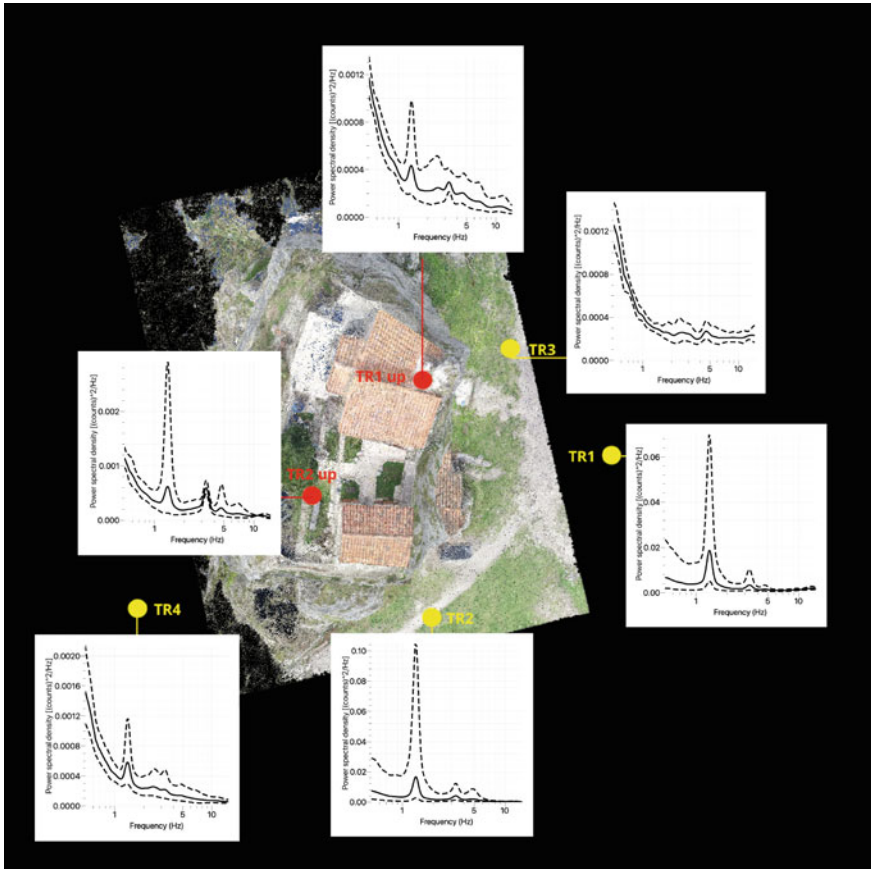 Power spectral density [(counts)^2/Hz]
0.0012
0.0008
0.0004
0.0000
1
5
10
Frequency (Hz)
Power spectral density [(counts)^2/Hz]
0.0012
0.0008
0.0004
0.0000
1
5
10
Frequency (Hz)
TR3
TR1 up
Power spectral density [(counts)^2/Hz]
0.002
0.001
0.000
1
5
10
Frequency (Hz)
TR2 up
TR1
Power spectral density [(counts)^2/Hz]
0.06
0.04
0.02
0.00
1
5
10
Frequency (Hz)
TR4
TR2
Power spectral density [(counts)^2/Hz]
0.0020
0.0016
0.0012
0.0008
0.0004
0.0000
1
5
10
Frequency (Hz)
Power spectral density [(counts)^2/Hz]
0.10
0.08
0.06
0.04
0.02
0.00
1
5
10
Frequency (Hz)